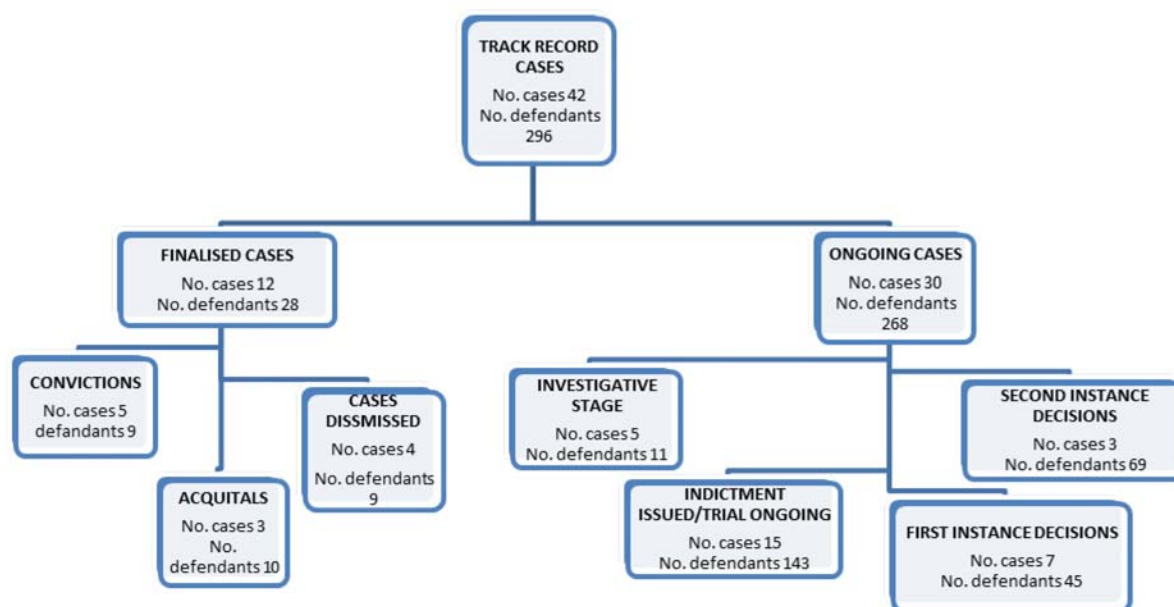 TRACK RECORD
CASES
No. cases 42
No. defendants
296
FINALISED CASES
No. cases 12
No. defendants 28
ONGOING CASES
No. cases 30
No. defendants
268
CONVICTIONS
No. cases 5
defandants 9
CASES
DISSMISSED
No. cases 4
No. defendants
9
ACQUITALS
No. cases 3
No.
defendants 10
INVESTIGATIVE
STAGE
No. cases 5
No. defendants 11
SECOND INSTANCE
DECISIONS
No. cases 3
No. defendants 69
INDICTMENT
ISSUED/TRIAL ONGOING
No. cases 15
No. defendants 143
FIRST INSTANCE DECISIONS
No. cases 7
No. defendants 45